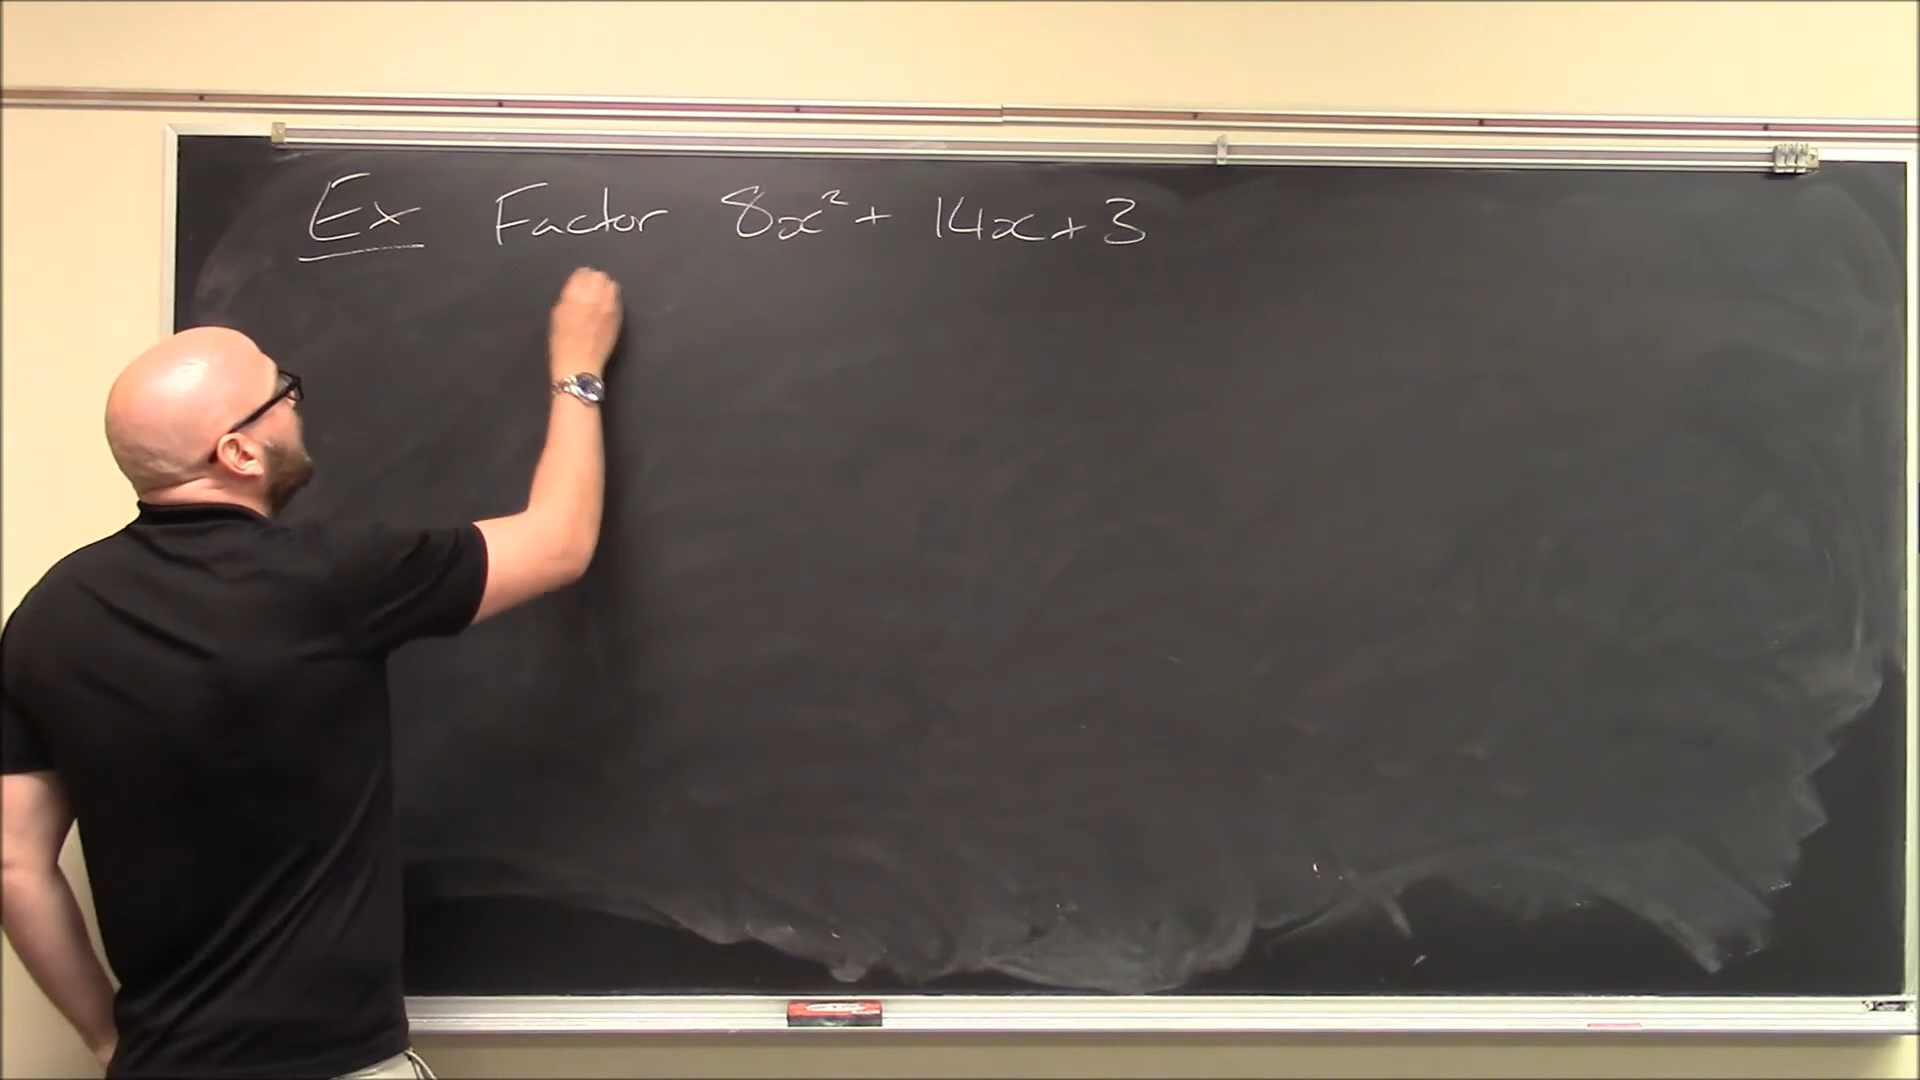 Ex Factor 8x² + 14x + 3